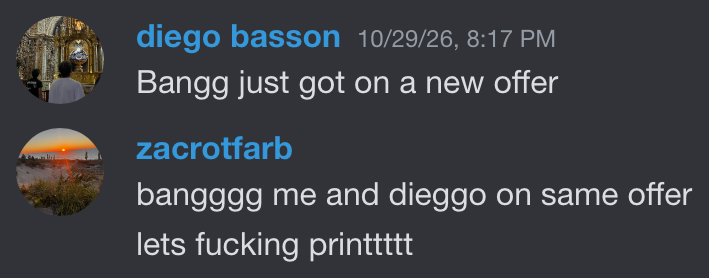 diego basson 10/29/26, 8:17 PM
Bangg just got on a new offer
zacrotfarb
bangggg me and dieggo on same offer
lets fucking printtttt